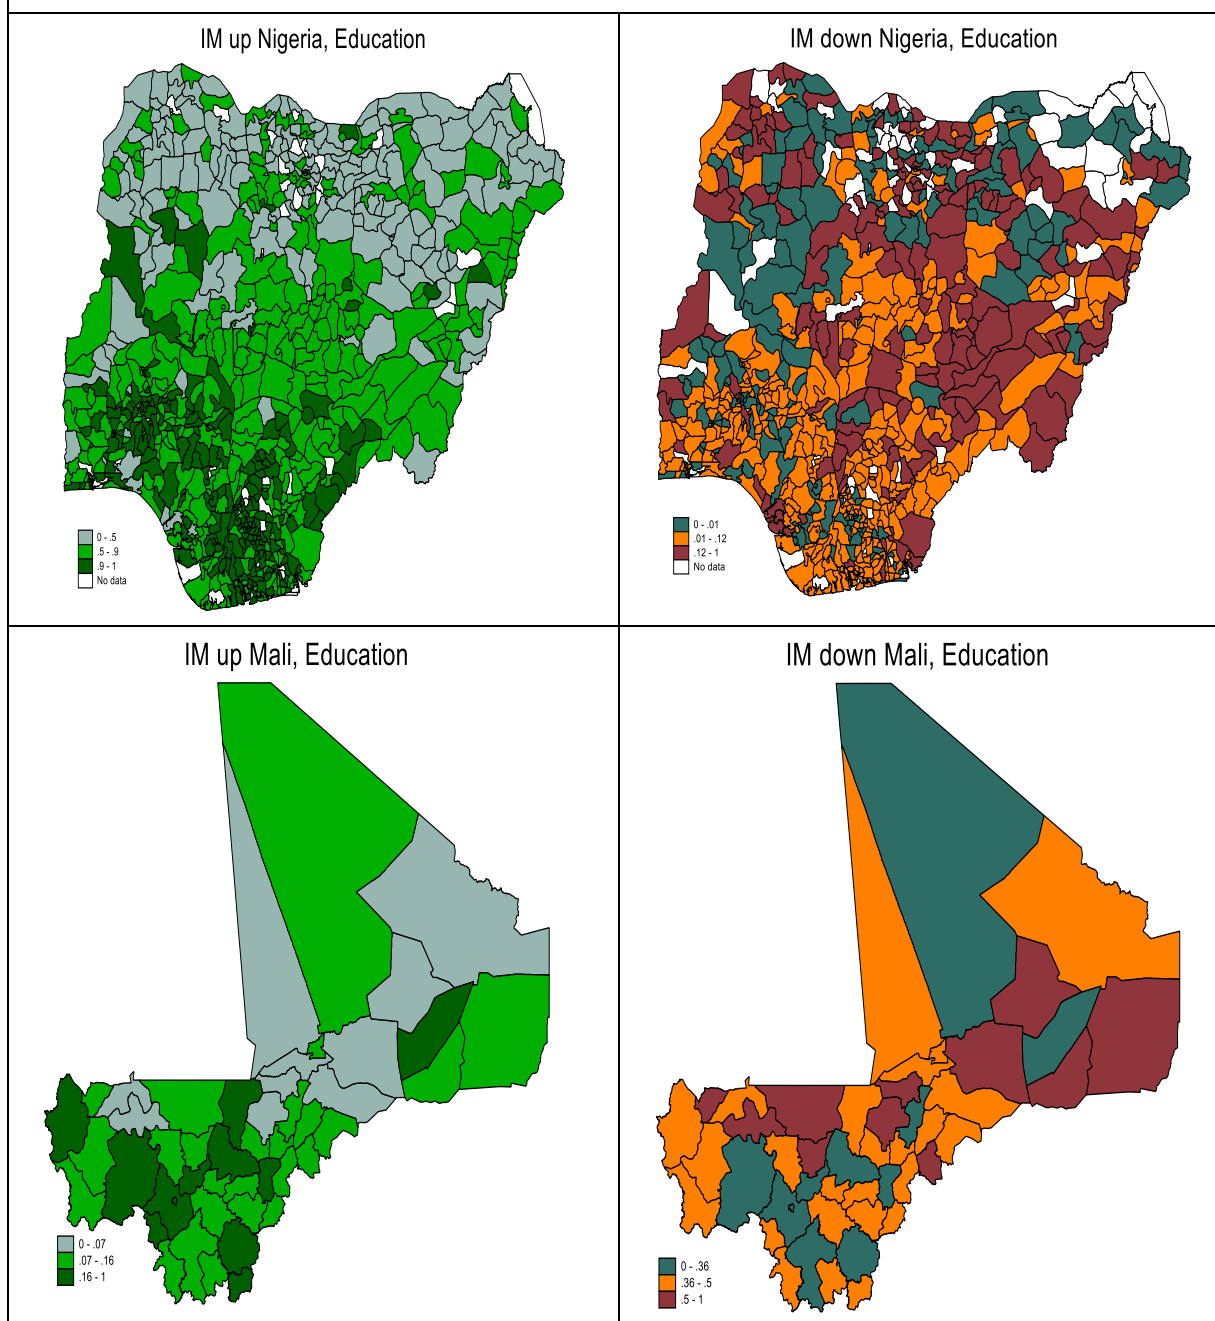 IM up Nigeria, Education
0 - .5
.5 - .9
.9 - 1
No data
IM down Nigeria, Education
0 - .01
.01 - .12
.12 - 1
No data
IM up Mali, Education
0 - .07
.07 - .16
.16 - 1
IM down Mali, Education
0 - .36
.36 - .5
.5 - 1